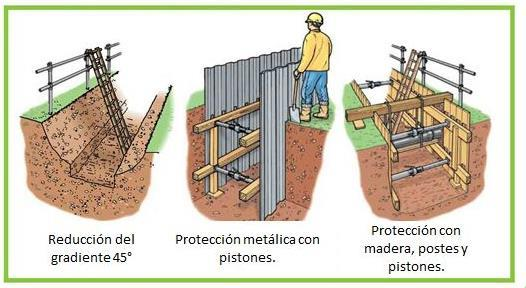 Reducción del
gradiente 45°
Protección metálica con
pistones.
Protección con
madera, postes y
pistones.